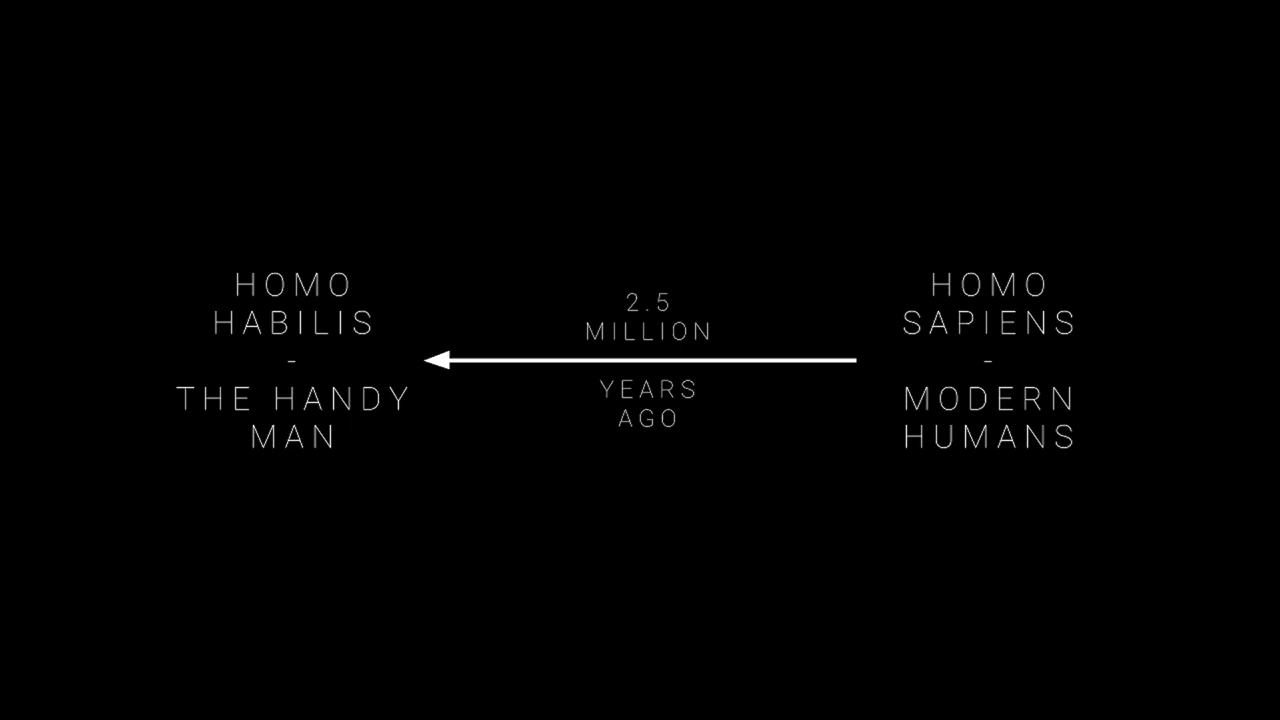 HOMO
HABILIS
-
THE HANDY
MAN
2.5
MILLION
YEARS
AGO
HOMO
SAPIENS
-
MODERN
HUMANS